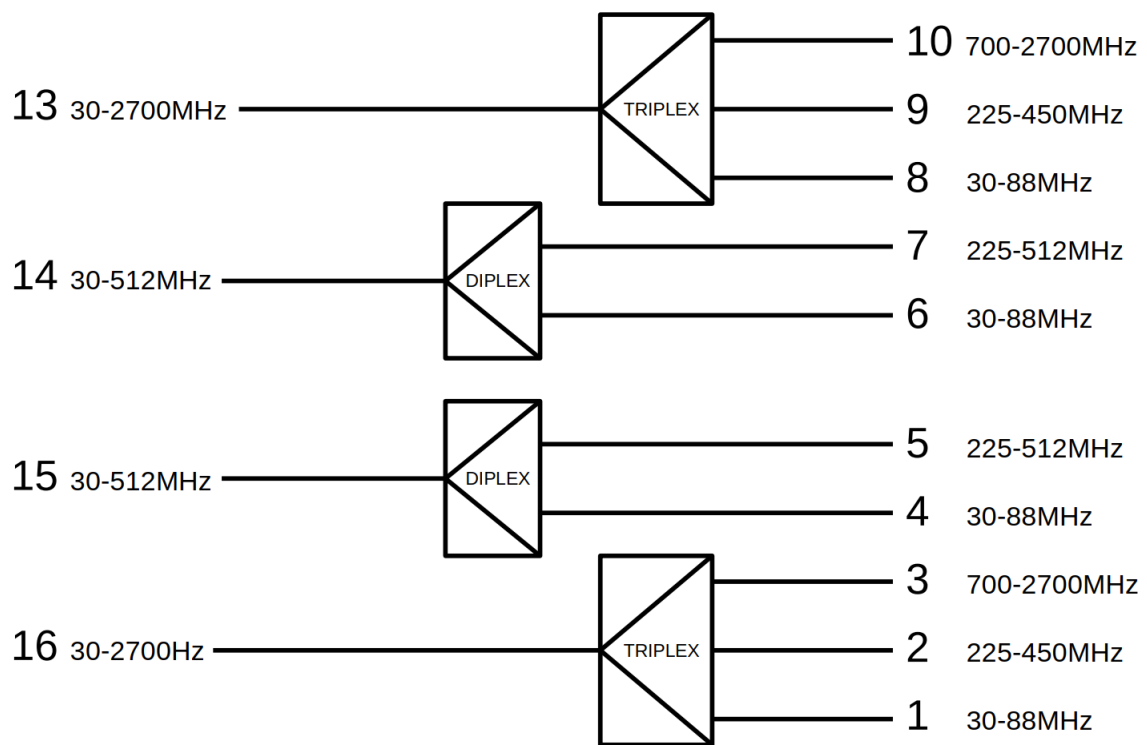 10 700-2700MHz
13 30-2700MHz
TRIPLEX
9 225-450MHz
8 30-88MHz
7 225-512MHz
14 30-512MHz
DIPLEX
6 30-88MHz
5 225-512MHz
15 30-512MHz
DIPLEX
4 30-88MHz
3 700-2700MHz
16 30-2700Hz
TRIPLEX
2 225-450MHz
1 30-88MHz